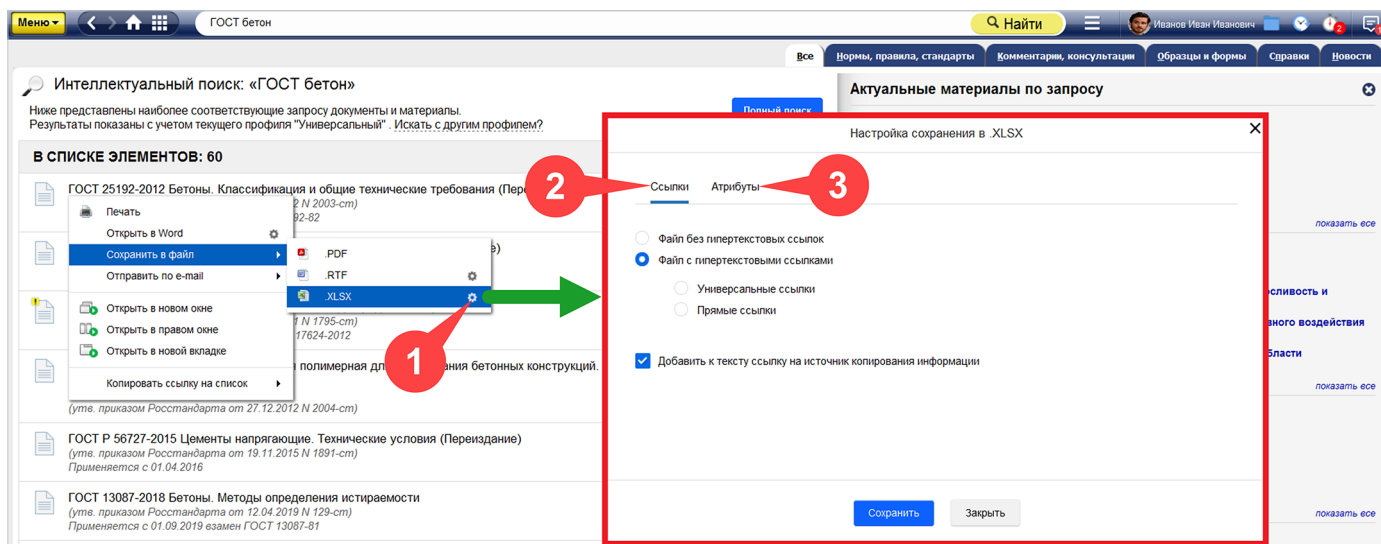 Меню
ГОСТ бетон
Найти
Иванов Иван Иванович
2
Все
Нормы, правила, стандарты
Комментарии, консультации
Образцы и формы
Справки
Новости
Интеллектуальный поиск: «ГОСТ бетон»
Актуальные материалы по запросу
Ниже представлены наиболее соответствующие запросу документы и материалы.
Результаты показаны с учетом текущего профиля "Универсальный" . Искать с другим профилем?
Полный поиск
В СПИСКЕ ЭЛЕМЕНТОВ: 60
ГОСТ 25192-2012 Бетоны. Классификация и общие технические требования (Пер
2 N 2003-ст)
92-82
Печать
Открыть в Word
Сохранить в файл
Отправить по e-mail
Открыть в новом окне
Открыть в правом окне
Открыть в новой вкладке
Копировать ссылку на список
.PDF
.RTF
.XLSX
е)
1 N 1795-ст)
17624-2012
1
я полимерная дл
ания бетонных конструкций.
(утв. приказом Росстандарта от 27.12.2012 N 2004-ст)
ГОСТ Р 56727-2015 Цементы напрягающие. Технические условия (Переиздание)
(утв. приказом Росстандарта от 19.11.2015 N 1891-ст)
Применяется с 01.04.2016
ГОСТ 13087-2018 Бетоны. Методы определения истираемости
(утв. приказом Росстандарта от 12.04.2019 N 129-ст)
Применяется с 01.09.2019 взамен ГОСТ 13087-81
Настройка сохранения в .XLSX
2
Ссылки
Атрибуты
3
Файл без гипертекстовых ссылок
Файл с гипертекстовыми ссылками
Универсальные ссылки
Прямые ссылки
Добавить к тексту ссылку на источник копирования информации
Сохранить
Закрыть
показать все
сливость и
вного воздействия
бласти
показать все
показать все